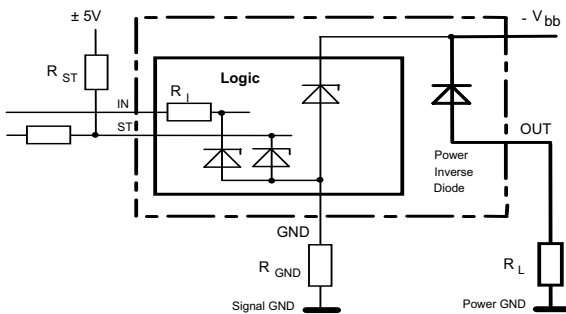 ± 5V
- V bb
R ST
Logic
IN
R I
ST
OUT
Power
Inverse
Diode
GND
R GND
R L
Signal GND
Power GND